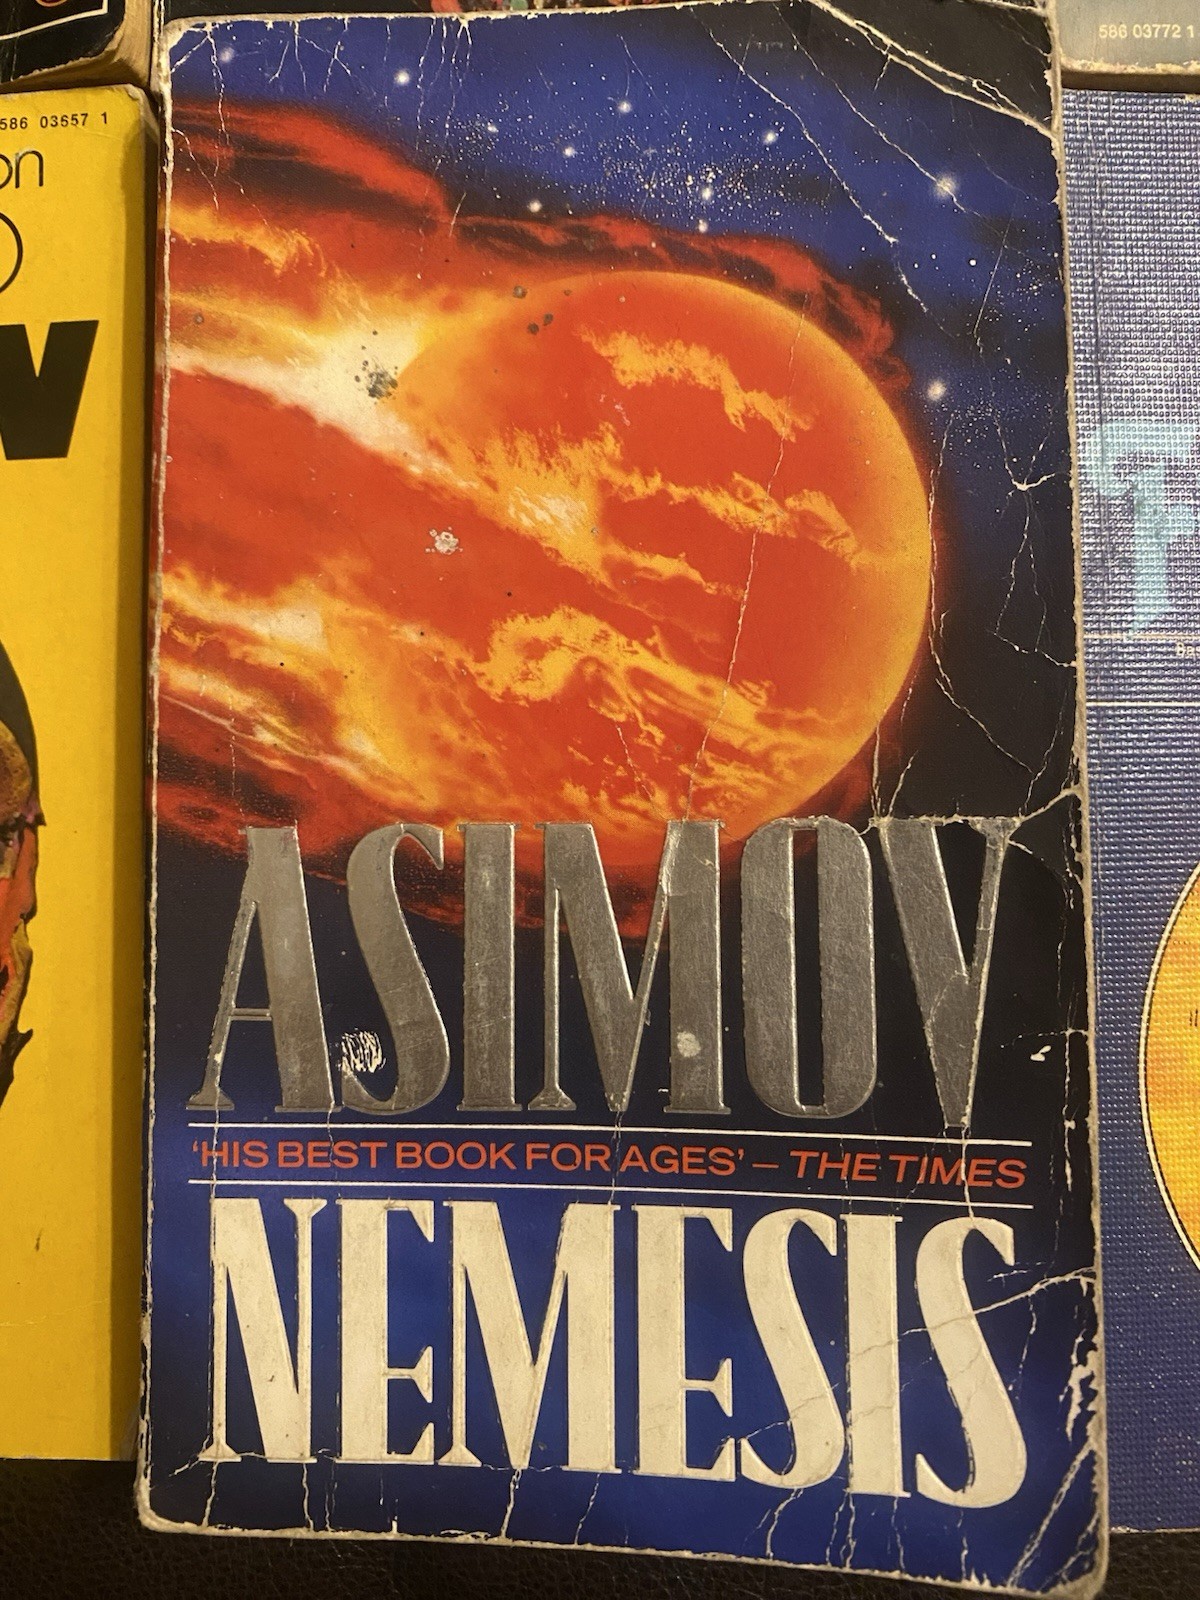 586 03772 1
586 03657 1
on
W
ASIMOV
'HIS BEST BOOK FOR AGES' – THE TIMES
NEMESIS